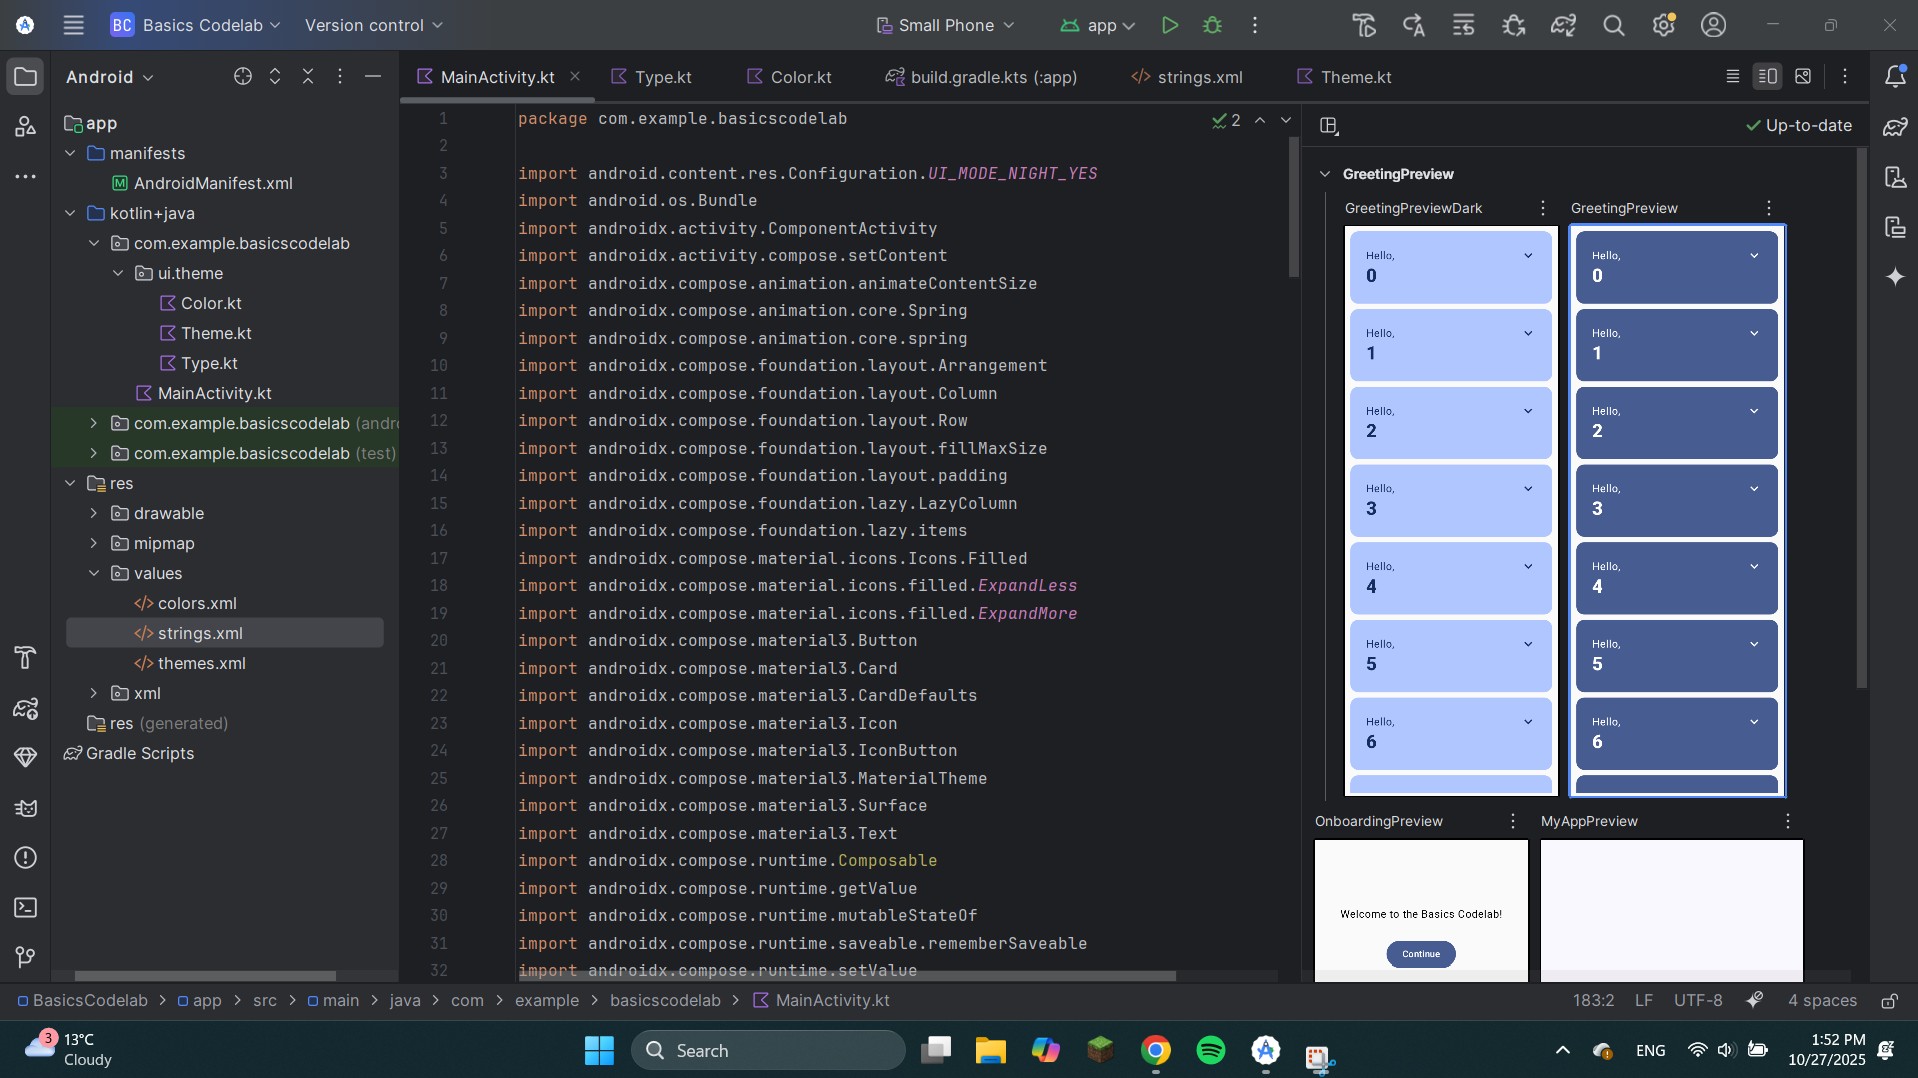 BC Basics Codelab
Version control
Small Phone
app
Android
MainActivity.kt
Type.kt
Color.kt
build.gradle.kts (:app)
strings.xml
Theme.kt
app
manifests
AndroidManifest.xml
kotlin+java
com.example.basicscodelab
ui.theme
Color.kt
Theme.kt
Type.kt
MainActivity.kt
com.example.basicscodelab (andro
com.example.basicscodelab (test)
res
drawable
mipmap
values
colors.xml
strings.xml
themes.xml
xml
res (generated)
Gradle Scripts
1 package com.example.basicscodelab
2
3 import android.content.res.Configuration.UI_MODE_NIGHT_YES
4 import android.os.Bundle
5 import androidx.activity.ComponentActivity
6 import androidx.activity.compose.setContent
7 import androidx.compose.animation.animateContentSize
8 import androidx.compose.animation.core.Spring
9 import androidx.compose.animation.core.spring
10 import androidx.compose.foundation.layout.Arrangement
11 import androidx.compose.foundation.layout.Column
12 import androidx.compose.foundation.layout.Row
13 import androidx.compose.foundation.layout.fillMaxSize
14 import androidx.compose.foundation.layout.padding
15 import androidx.compose.foundation.lazy.LazyColumn
16 import androidx.compose.foundation.lazy.items
17 import androidx.compose.material.icons.Icons.Filled
18 import androidx.compose.material.icons.filled.ExpandLess
19 import androidx.compose.material.icons.filled.ExpandMore
20 import androidx.compose.material3.Button
21 import androidx.compose.material3.Card
22 import androidx.compose.material3.CardDefaults
23 import androidx.compose.material3.Icon
24 import androidx.compose.material3.IconButton
25 import androidx.compose.material3.MaterialTheme
26 import androidx.compose.material3.Surface
27 import androidx.compose.material3.Text
28 import androidx.compose.runtime.Composable
29 import androidx.compose.runtime.getValue
30 import androidx.compose.runtime.mutableStateOf
31 import androidx.compose.runtime.saveable.rememberSaveable
32 import androidx.compose.runtime.setValue
2
Up-to-date
GreetingPreview
GreetingPreviewDark
Hello,
0
Hello,
1
Hello,
2
Hello,
3
Hello,
4
Hello,
5
Hello,
6
GreetingPreview
Hello,
0
Hello,
1
Hello,
2
Hello,
3
Hello,
4
Hello,
5
Hello,
6
OnboardingPreview
Welcome to the Basics Codelab!
Continue
MyAppPreview
BasicsCodelab > app > src > main > java > com > example > basicscodelab > MainActivity.kt
183:2 LF UTF-8 4 spaces
3
13°C
Cloudy
Search
ENG
1:52 PM
10/27/2025